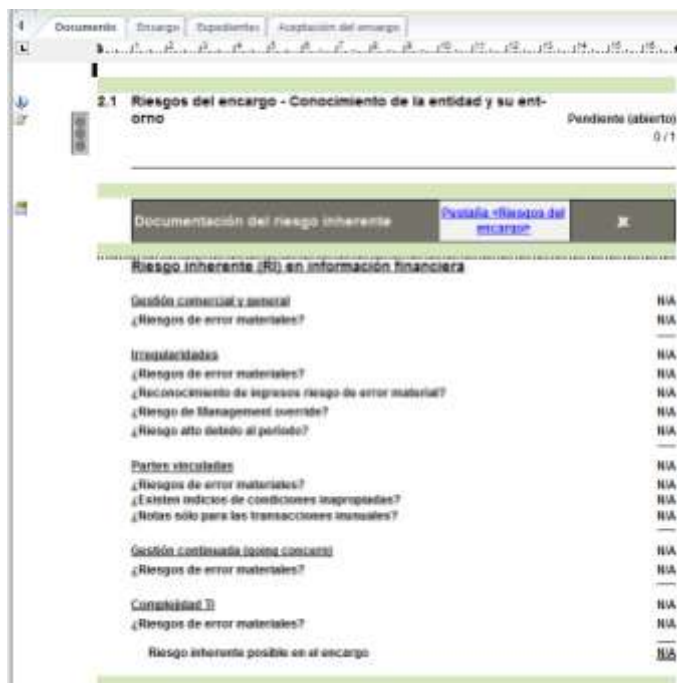 Documento Encargo Expedientes Aceptación del encargo
2.1 Riesgos del encargo - Conocimiento de la entidad y su ent-
orno
Pendiente (abierto)
0 / 1
Documentación del riesgo inherente
Pestaña «Riesgos del
encargo»
Riesgo inherente (RI) en información financiera
Gestión comercial y general N/A
¿Riesgos de error materiales? N/A
Irregularidades N/A
¿Riesgos de error materiales? N/A
¿Reconocimiento de ingresos riesgo de error material? N/A
¿Riesgo de Management override? N/A
¿Riesgo alto debido al período? N/A
Partes vinculadas N/A
¿Riesgos de error materiales? N/A
¿Existen indicios de condiciones inapropiadas? N/A
¿Notas sólo para las transacciones inusuales? N/A
Gestión continuada (going concern) N/A
¿Riesgos de error materiales? N/A
Complejidad TI N/A
¿Riesgos de error materiales? N/A
Riesgo inherente posible en el encargo N/A